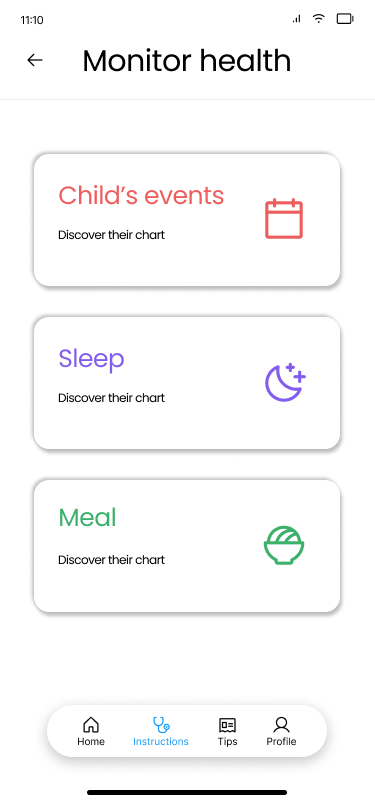 11:10
Monitor health
Child's events
Discover their chart
Sleep
Discover their chart
Meal
Discover their chart
Home
Instructions
Tips
Profile